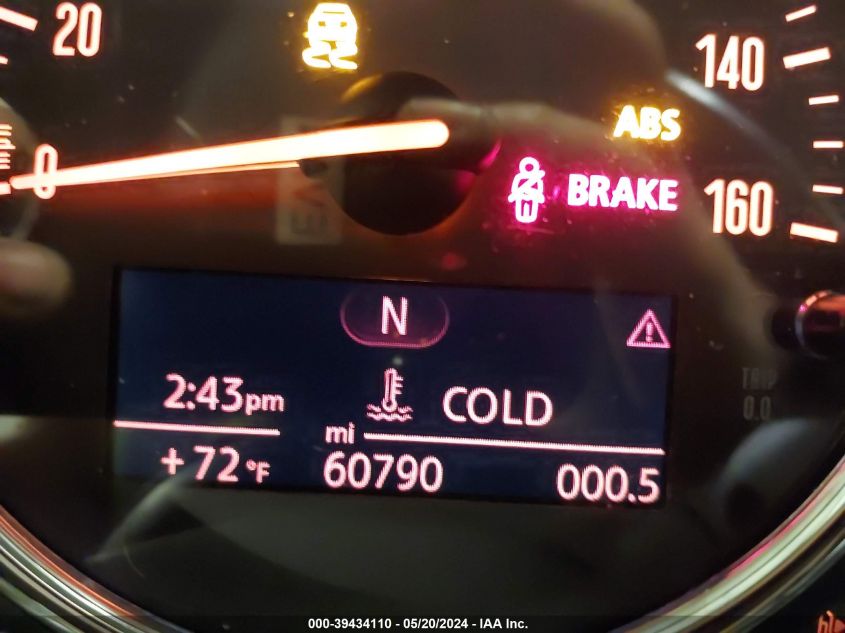 20
140
ABS
0
BRAKE
160
N
2:43pm
COLD
TRIP
0.0
mi
+72°F
60790
000.5
000-39434110 - 05/20/2024 - IAA Inc.